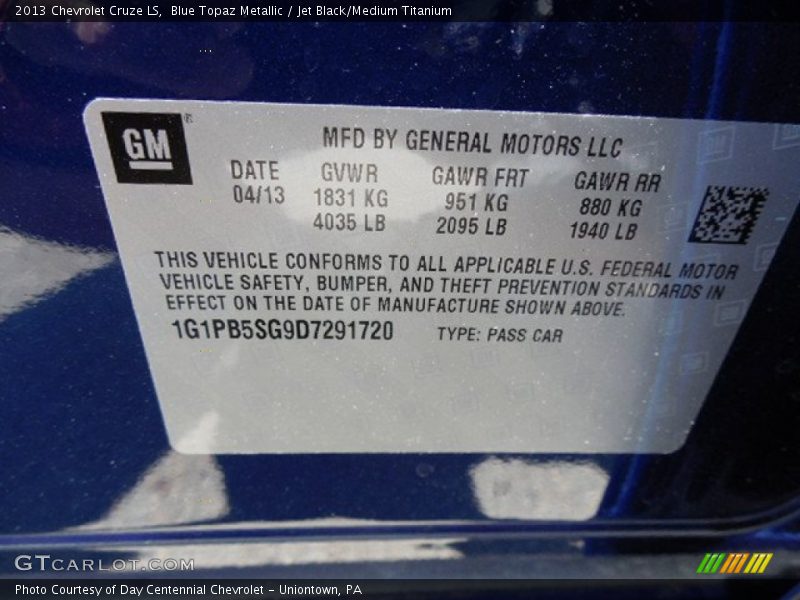 2013 Chevrolet Cruze LS, Blue Topaz Metallic / Jet Black/Medium Titanium
GM®
MFD BY GENERAL MOTORS LLC
DATE GVWR GAWR FRT GAWR RR
04/13 1831 KG 951 KG 880 KG
4035 LB 2095 LB 1940 LB
THIS VEHICLE CONFORMS TO ALL APPLICABLE U.S. FEDERAL MOTOR
VEHICLE SAFETY, BUMPER, AND THEFT PREVENTION STANDARDS IN
EFFECT ON THE DATE OF MANUFACTURE SHOWN ABOVE.
1G1PB5SG9D7291720 TYPE: PASS CAR
GTCARLOT.COM
Photo Courtesy of Day Centennial Chevrolet - Uniontown, PA